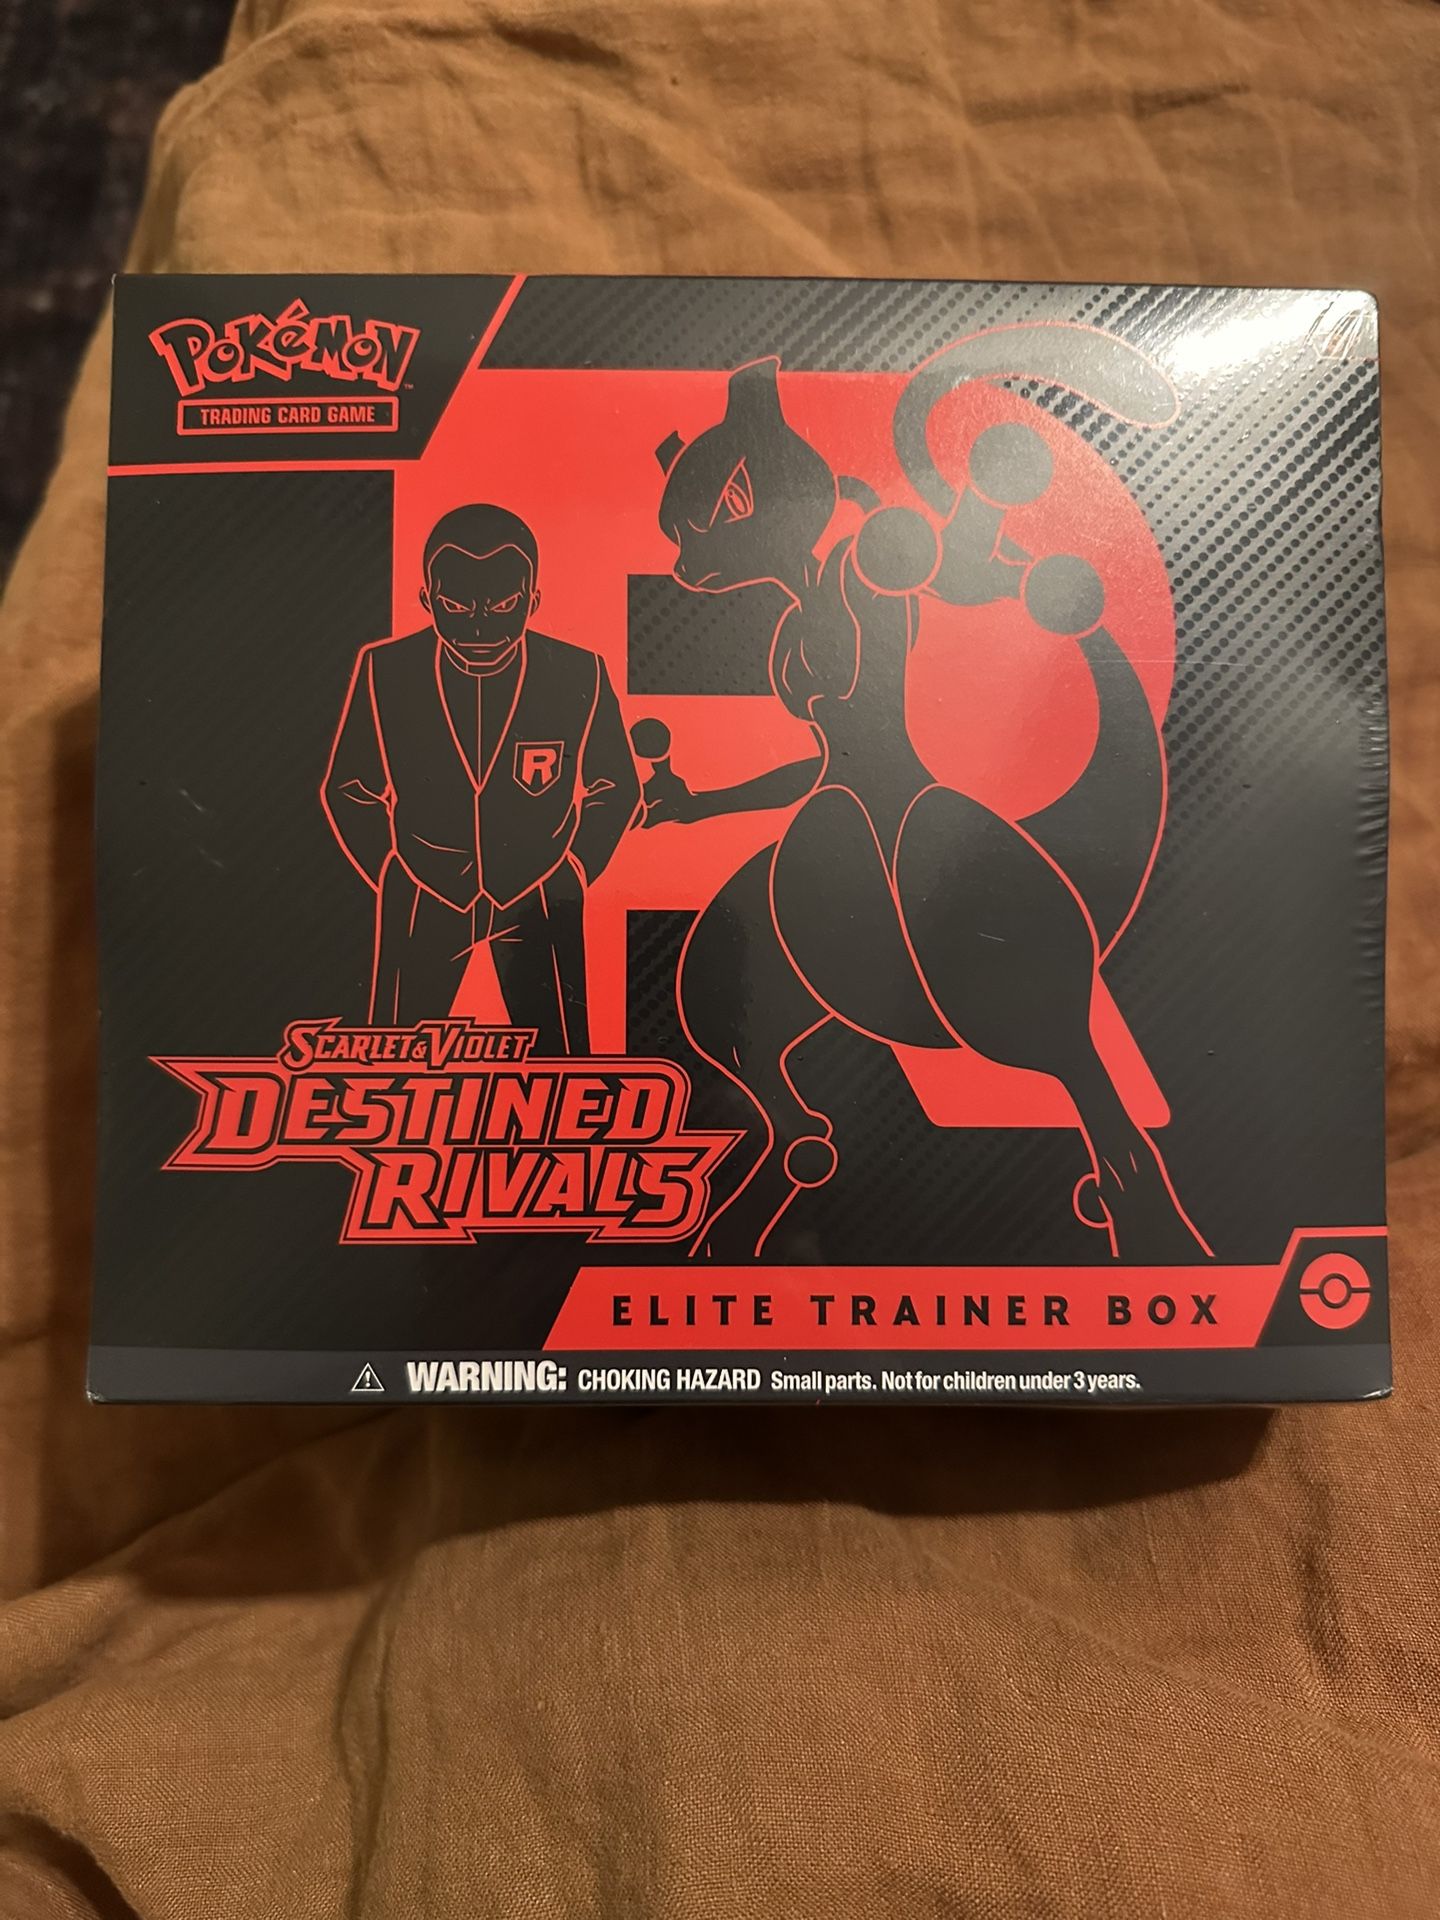 POKéMON™
TRADING CARD GAME
R
SCARLET & VIOLET
DESTINED
RIVALS
ELITE TRAINER BOX
WARNING: CHOKING HAZARD Small parts. Not for children under 3 years.